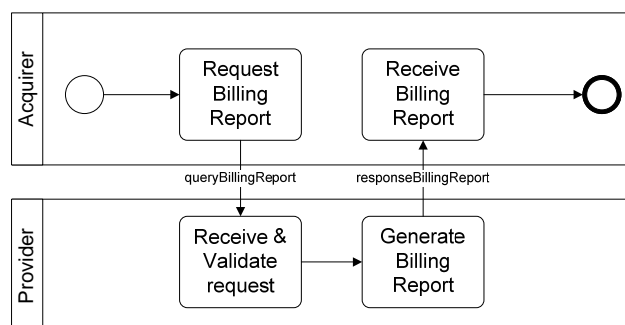 Acquirer
Request
Billing
Report
Receive
Billing
Report
queryBillingReport
responseBillingReport
Provider
Receive &
Validate
request
Generate
Billing
Report